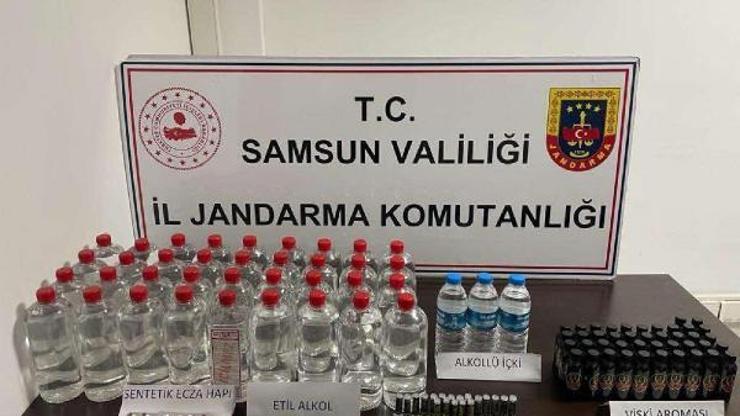 T.C.
SAMSUN VALİLİĞİ
İL JANDARMA KOMUTANLIĞI
JANDARMA
ALKOLLÜ İÇKİ
SENTETİK ECZA HAPI
ETİL ALKOL
VİSKİ AROMASI